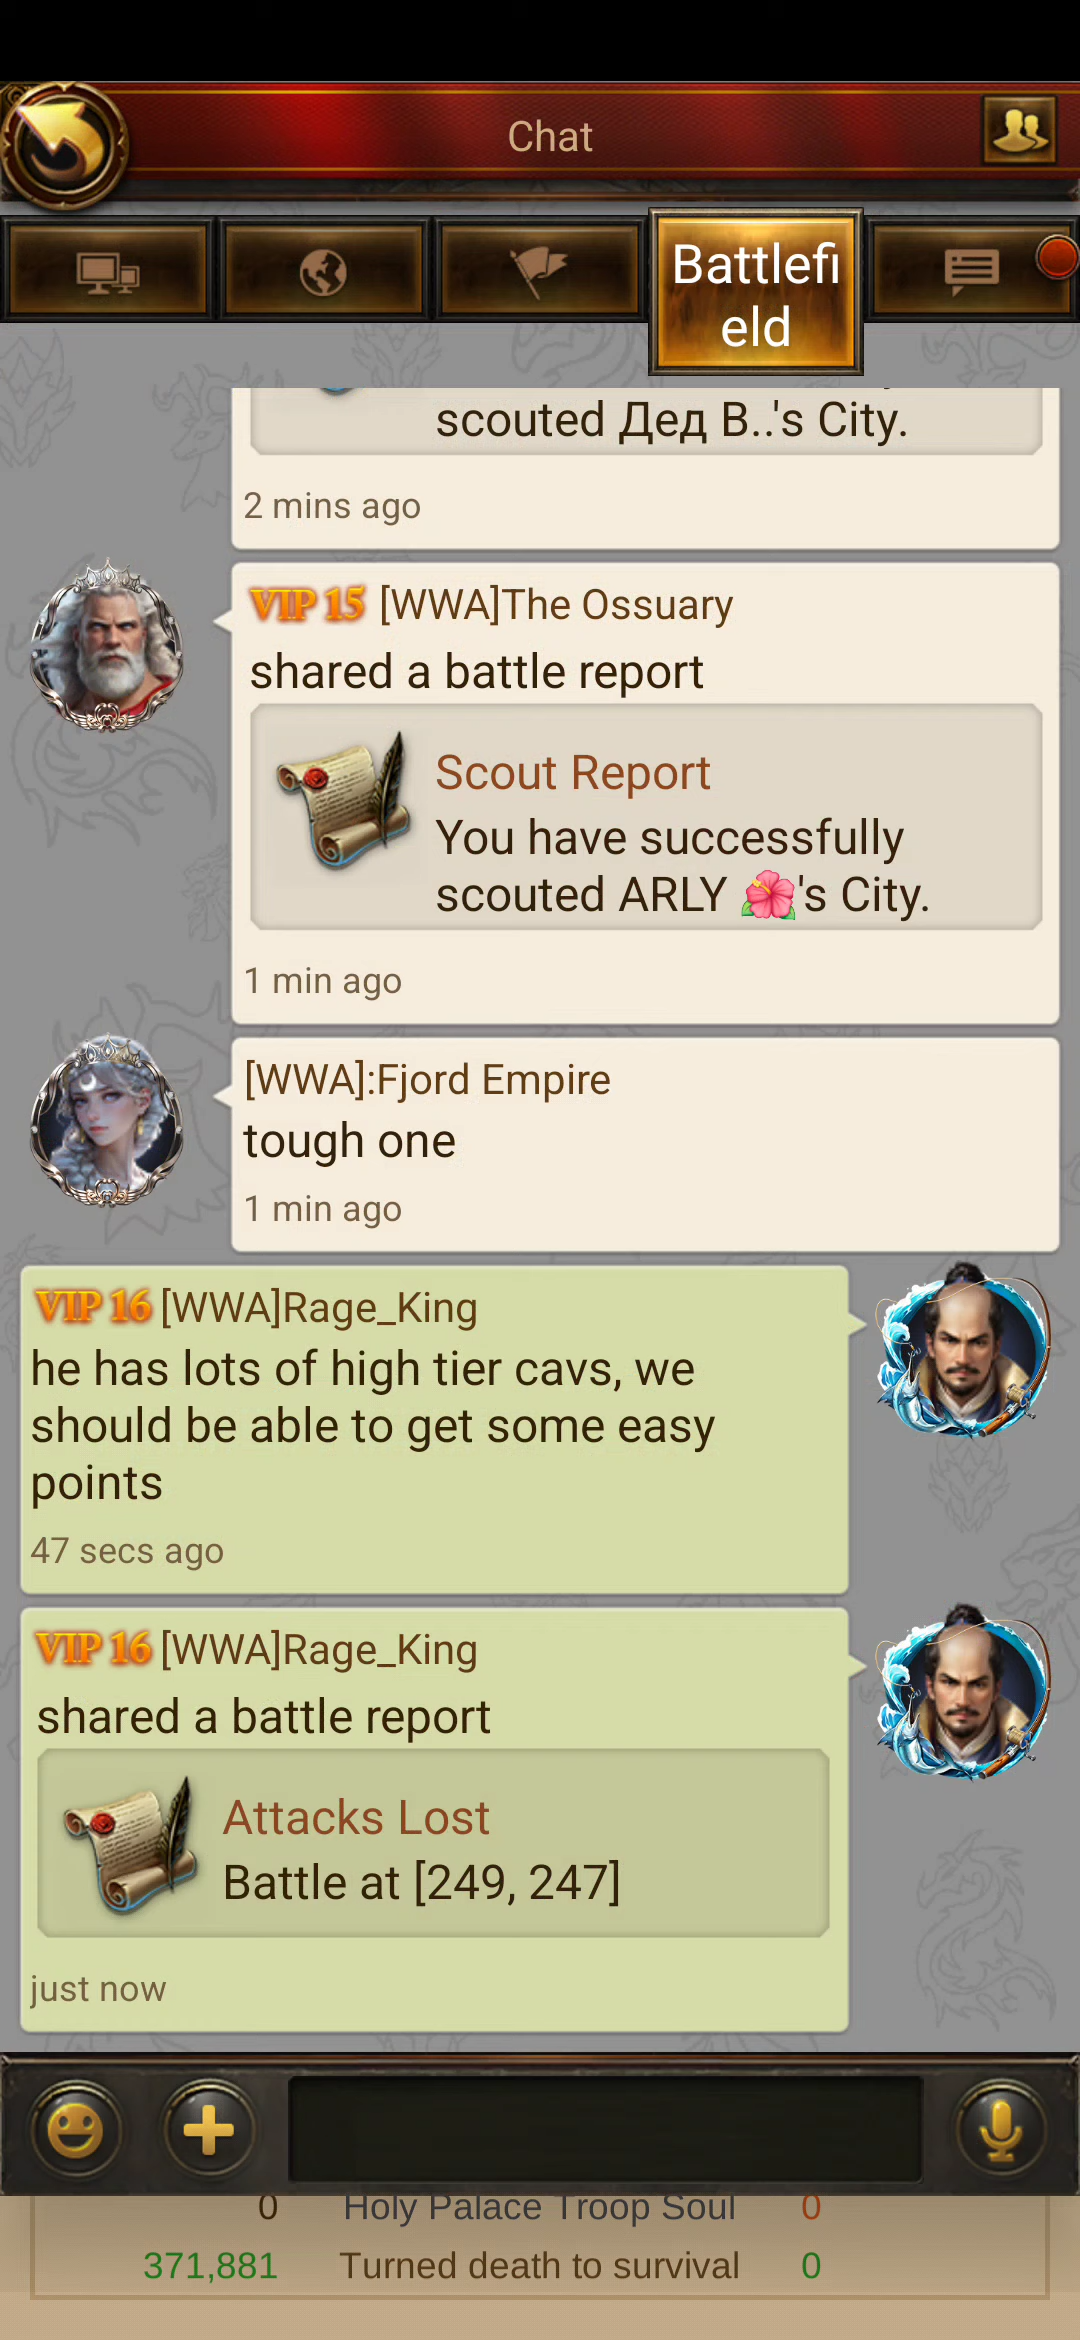 Chat
Battlefi
eld
scouted Дед В..'s City.
2 mins ago
VIP 15 [WWA]The Ossuary
shared a battle report
Scout Report
You have successfully
scouted ARLY 🌺's City.
1 min ago
[WWA]:Fjord Empire
tough one
1 min ago
VIP 16 [WWA]Rage_King
he has lots of high tier cavs, we
should be able to get some easy
points
47 secs ago
VIP 16 [WWA]Rage_King
shared a battle report
Attacks Lost
Battle at [249, 247]
just now
0 Holy Palace Troop Soul 0
371,881 Turned death to survival 0